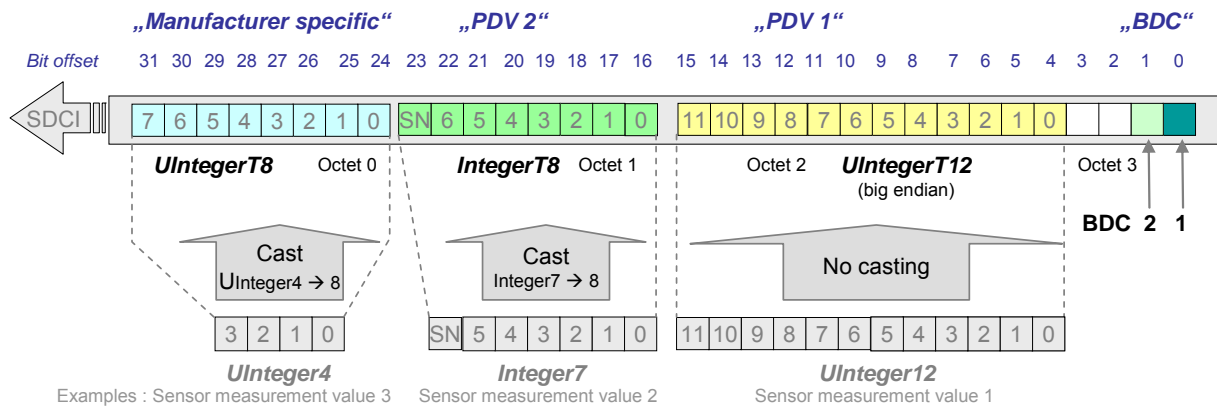 „Manufacturer specific“ „PDV 2“ „PDV 1“ „BDC“
Bit offset 31 30 29 28 27 26 25 24 23 22 21 20 19 18 17 16 15 14 13 12 11 10 9 8 7 6 5 4 3 2 1 0
SDCI 7 6 5 4 3 2 1 0 SN 6 5 4 3 2 1 0 11 10 9 8 7 6 5 4 3 2 1 0
UIntegerT8 Octet 0 IntegerT8 Octet 1 Octet 2 UIntegerT12 Octet 3
(big endian)
BDC 2 1
Cast Cast No casting
UInteger4 → 8 Integer7 → 8
3 2 1 0 SN 5 4 3 2 1 0 11 10 9 8 7 6 5 4 3 2 1 0
UInteger4 Integer7 UInteger12
Examples : Sensor measurement value 3 Sensor measurement value 2 Sensor measurement value 1